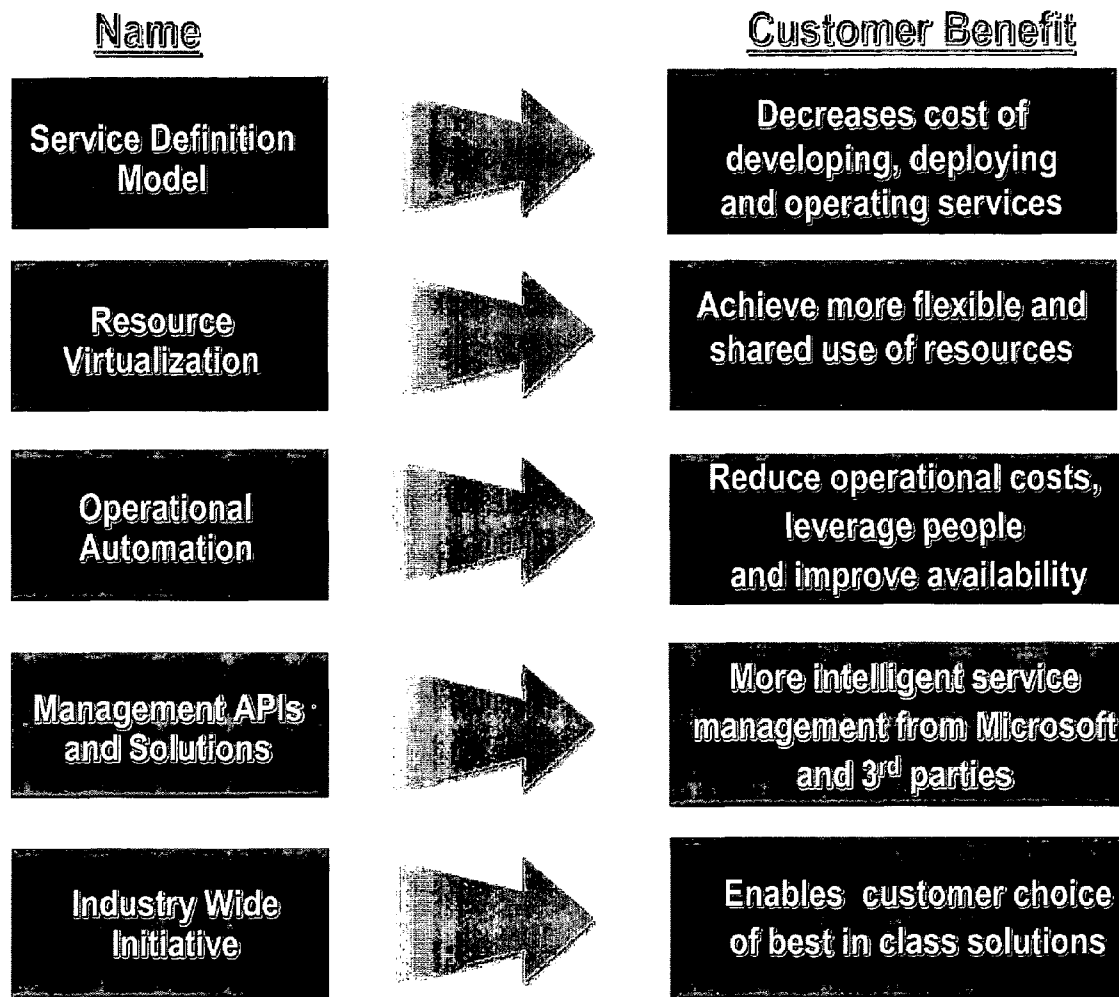 Name
Customer Benefit
Service Definition
Model
Decreases cost of
developing, deploying
and operating services
Resource
Virtualization
Achieve more flexible and
shared use of resources
Operational
Automation
Reduce operational costs,
leverage people
and improve availability
Management APIs
and Solutions
More intelligent service
management from Microsoft
and 3rd parties
Industry Wide
Initiative
Enables customer choice
of best in class solutions